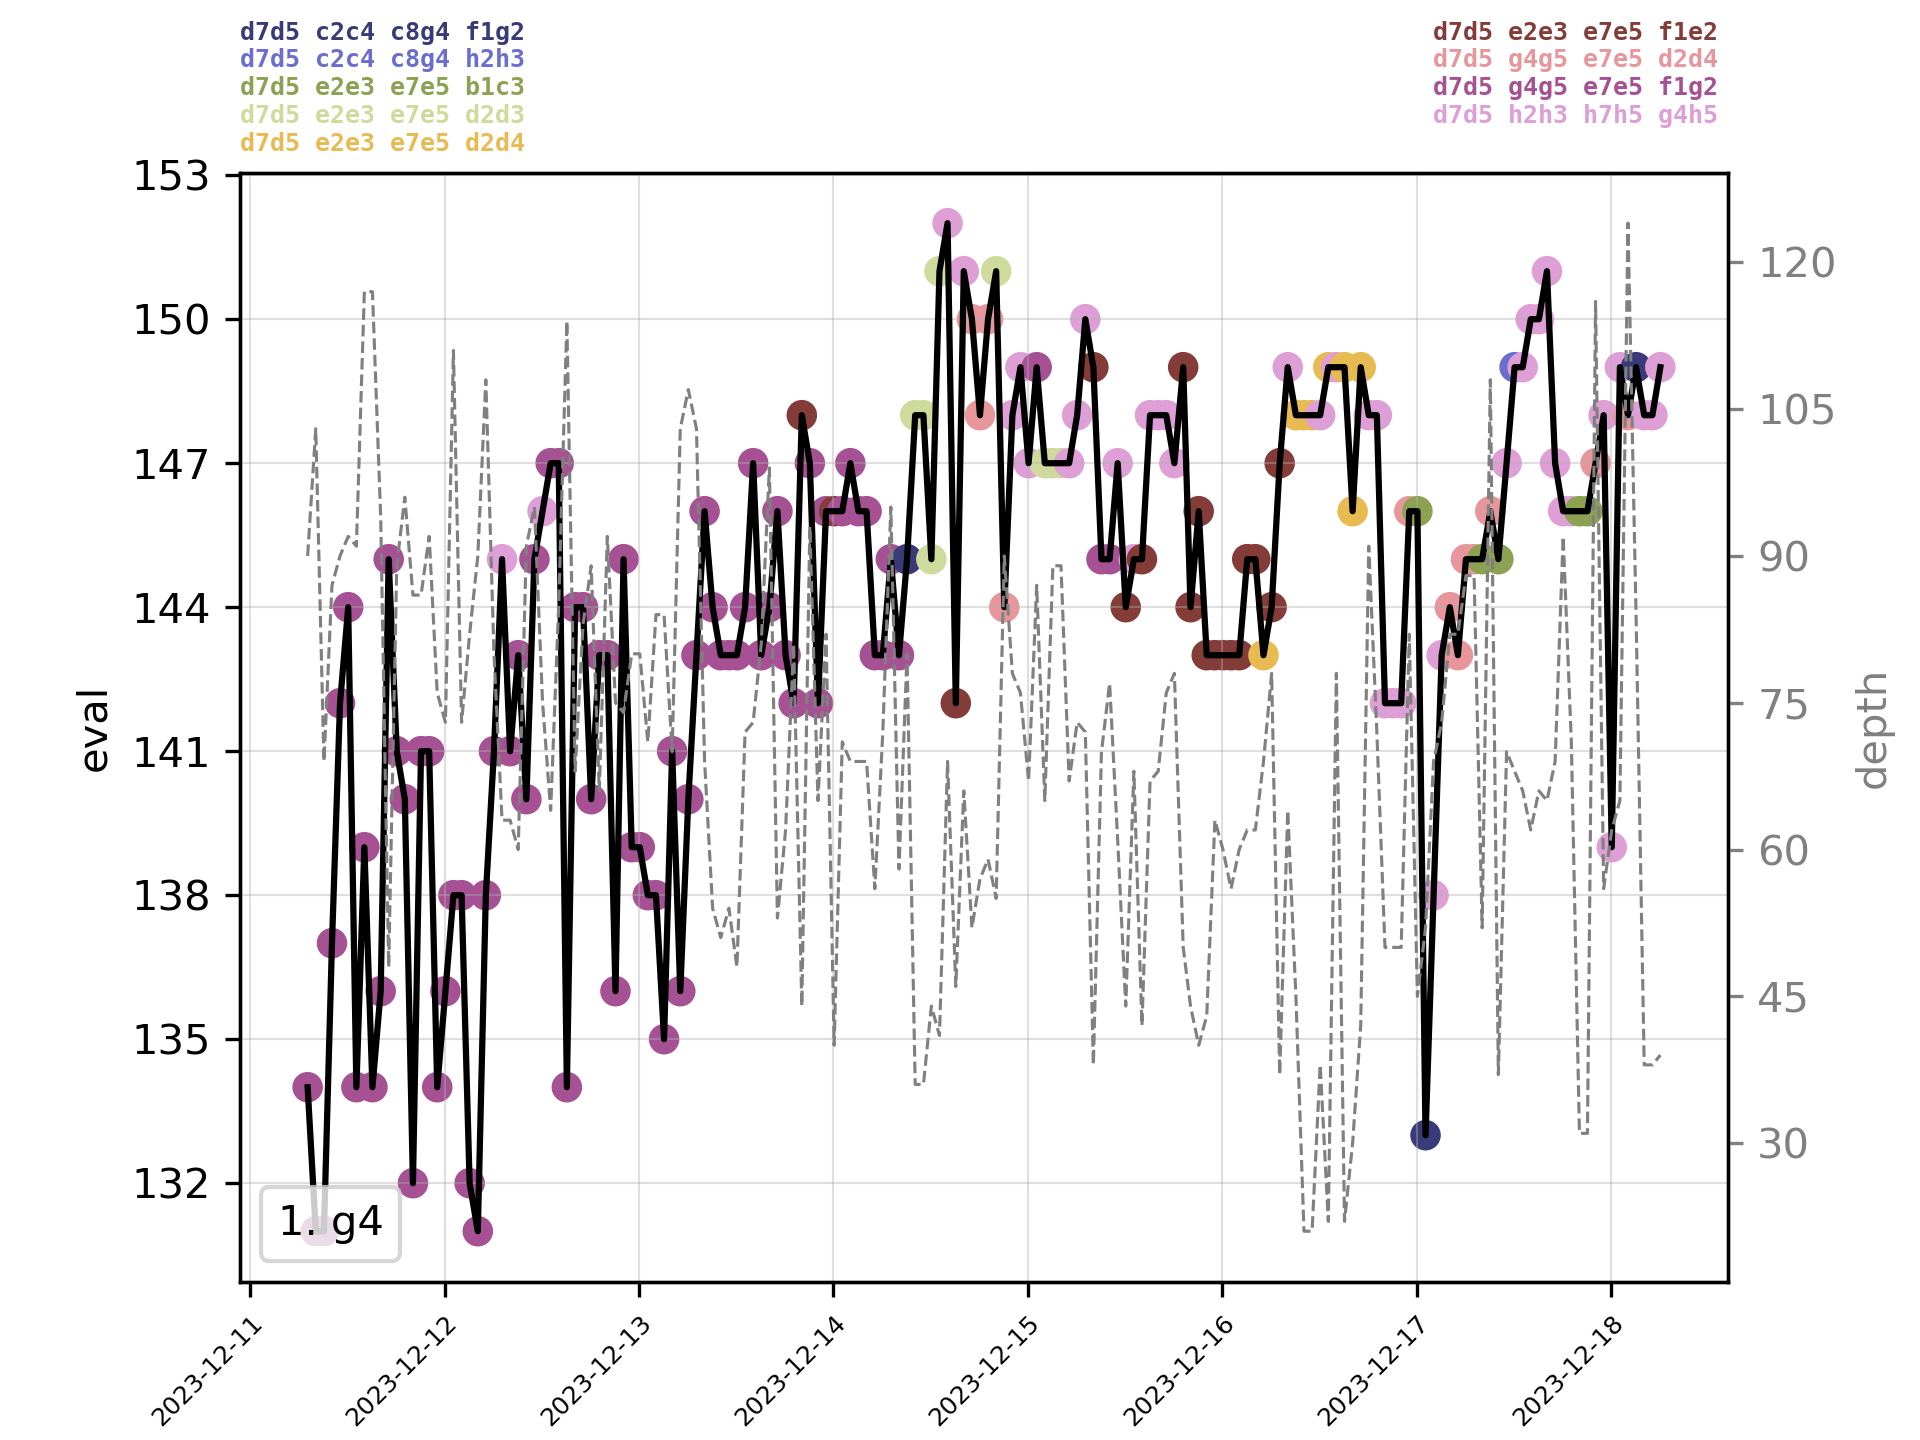 d7d5 c2c4 c8g4 f1g2
d7d5 c2c4 c8g4 h2h3
d7d5 e2e3 e7e5 b1c3
d7d5 e2e3 e7e5 d2d3
d7d5 e2e3 e7e5 d2d4
d7d5 e2e3 e7e5 f1e2
d7d5 g4g5 e7e5 d2d4
d7d5 g4g5 e7e5 f1g2
d7d5 h2h3 h7h5 g4h5
153
150
147
144
141
138
135
132
eval
120
105
90
75
60
45
30
depth
1. g4
2023-12-11
2023-12-12
2023-12-13
2023-12-14
2023-12-15
2023-12-16
2023-12-17
2023-12-18